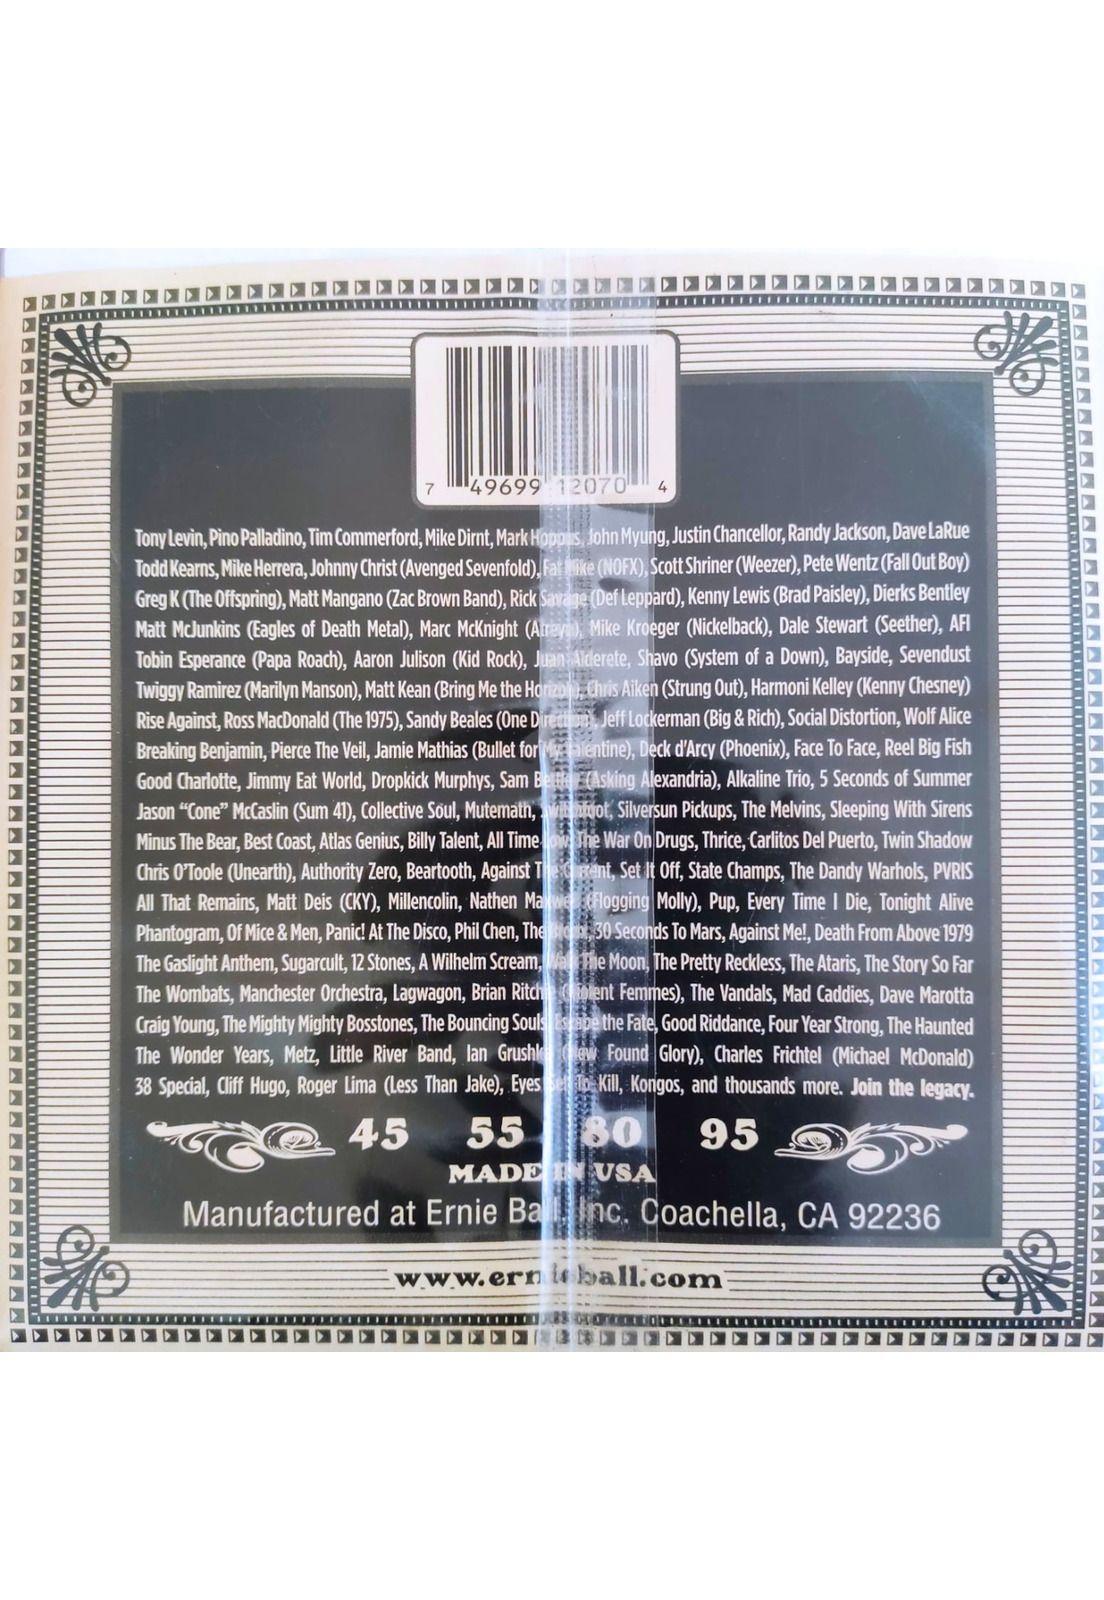 7 49699 12070 4
Tony Levin, Pino Palladino, Tim Commerford, Mike Dirnt, Mark Hoppus, John Myung, Justin Chancellor, Randy Jackson, Dave LaRue
Todd Kearns, Mike Herrera, Johnny Christ (Avenged Sevenfold), Fat Mike (NOFX), Scott Shriner (Weezer), Pete Wentz (Fall Out Boy)
Greg K (The Offspring), Matt Mangano (Zac Brown Band), Rick Savage (Def Leppard), Kenny Lewis (Brad Paisley), Dierks Bentley
Matt McJunkins (Eagles of Death Metal), Marc McKnight (Atreyu), Mike Kroeger (Nickelback), Dale Stewart (Seether), AFI
Tobin Esperance (Papa Roach), Aaron Julison (Kid Rock), Juan Alderete, Shavo (System of a Down), Bayside, Sevendust
Twiggy Ramirez (Marilyn Manson), Matt Kean (Bring Me the Horizon), Chris Aiken (Strung Out), Harmoni Kelley (Kenny Chesney)
Rise Against, Ross MacDonald (The 1975), Sandy Beales (One Direction), Jeff Lockerman (Big & Rich), Social Distortion, Wolf Alice
Breaking Benjamin, Pierce The Veil, Jamie Mathias (Bullet for My Valentine), Deck d'Arcy (Phoenix), Face To Face, Reel Big Fish
Good Charlotte, Jimmy Eat World, Dropkick Murphys, Sam (Asking Alexandria), Alkaline Trio, 5 Seconds of Summer
Jason "Cone" McCaslin (Sum 41), Collective Soul, Mutemath, Switchfoot, Silversun Pickups, The Melvins, Sleeping With Sirens
Minus The Bear, Best Coast, Atlas Genius, Billy Talent, All Time Low, The War On Drugs, Thrice, Carlitos Del Puerto, Twin Shadow
Chris O'Toole (Unearth), Authority Zero, Beartooth, Against The Current, Set It Off, State Champs, The Dandy Warhols, PVRIS
All That Remains, Matt Deis (CKY), Millencolin, Nathen Maxwell (Flogging Molly), Pup, Every Time I Die, Tonight Alive
Phantogram, Of Mice & Men, Panic! At The Disco, Phil Chen, The Bronx, 30 Seconds To Mars, Against Me!, Death From Above 1979
The Gaslight Anthem, Sugarcult, 12 Stones, A Wilhelm Scream, Walk The Moon, The Pretty Reckless, The Ataris, The Story So Far
The Wombats, Manchester Orchestra, Lagwagon, Brian Ritchie (Violent Femmes), The Vandals, Mad Caddies, Dave Marotta
Craig Young, The Mighty Mighty Bosstones, The Bouncing Souls, Escape the Fate, Good Riddance, Four Year Strong, The Haunted
The Wonder Years, Metz, Little River Band, Ian Grushka (New Found Glory), Charles Frichtel (Michael McDonald)
38 Special, Cliff Hugo, Roger Lima (Less Than Jake), Eyes Set To Kill, Kongos, and thousands more. Join the legacy.
45 55 80 95
MADE IN USA
Manufactured at Ernie Ball, Inc. Coachella, CA 92236
www.ernieball.com